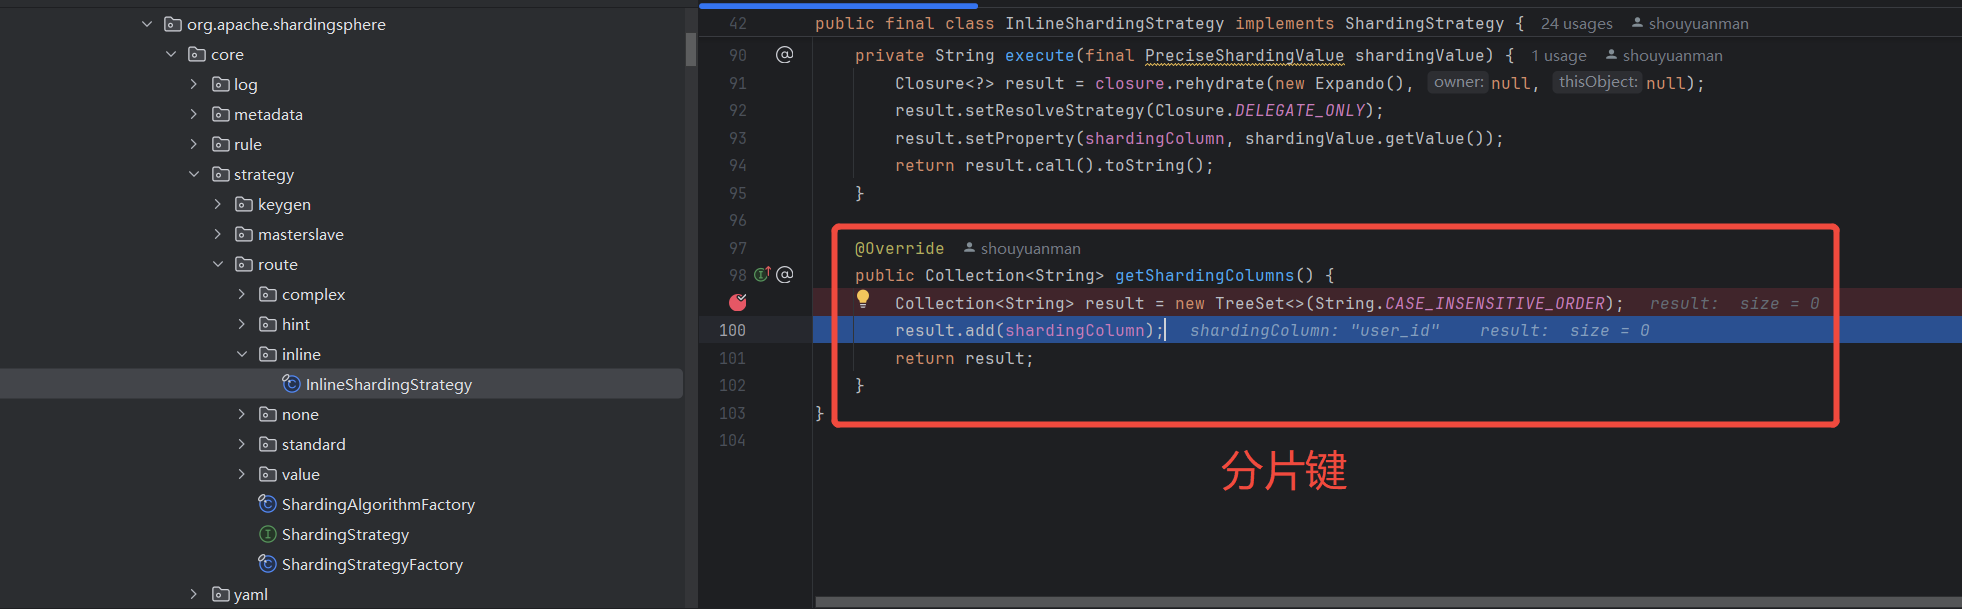 org.apache.shardingsphere
core
log
metadata
rule
strategy
keygen
masterslave
route
complex
hint
inline
InlineShardingStrategy
none
standard
value
ShardingAlgorithmFactory
ShardingStrategy
ShardingStrategyFactory
yaml
42 public final class InlineShardingStrategy implements ShardingStrategy { 24 usages shouyuanman
90 @ private String execute(final PreciseShardingValue shardingValue) { 1 usage shouyuanman
91 Closure<?> result = closure.rehydrate(new Expando(), owner: null, thisObject: null);
92 result.setResolveStrategy(Closure.DELEGATE_ONLY);
93 result.setProperty(shardingColumn, shardingValue.getValue());
94 return result.call().toString();
95 }
96
97 @Override shouyuanman
98 @ public Collection<String> getShardingColumns() {
Collection<String> result = new TreeSet<>(String.CASE_INSENSITIVE_ORDER); result: size = 0
100 result.add(shardingColumn); shardingColumn: "user_id" result: size = 0
101 return result;
102 }
103 }
104
分片键